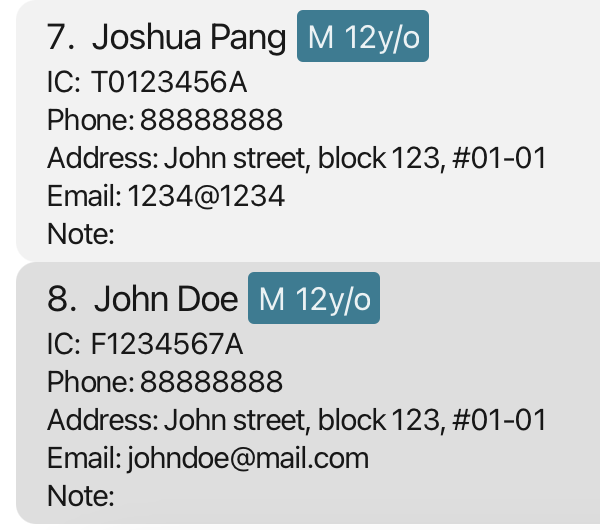 7. Joshua Pang M 12y/o
IC: T0123456A
Phone: 88888888
Address: John street, block 123, #01-01
Email: 1234@1234
Note:
8. John Doe M 12y/o
IC: F1234567A
Phone: 88888888
Address: John street, block 123, #01-01
Email: johndoe@mail.com
Note: